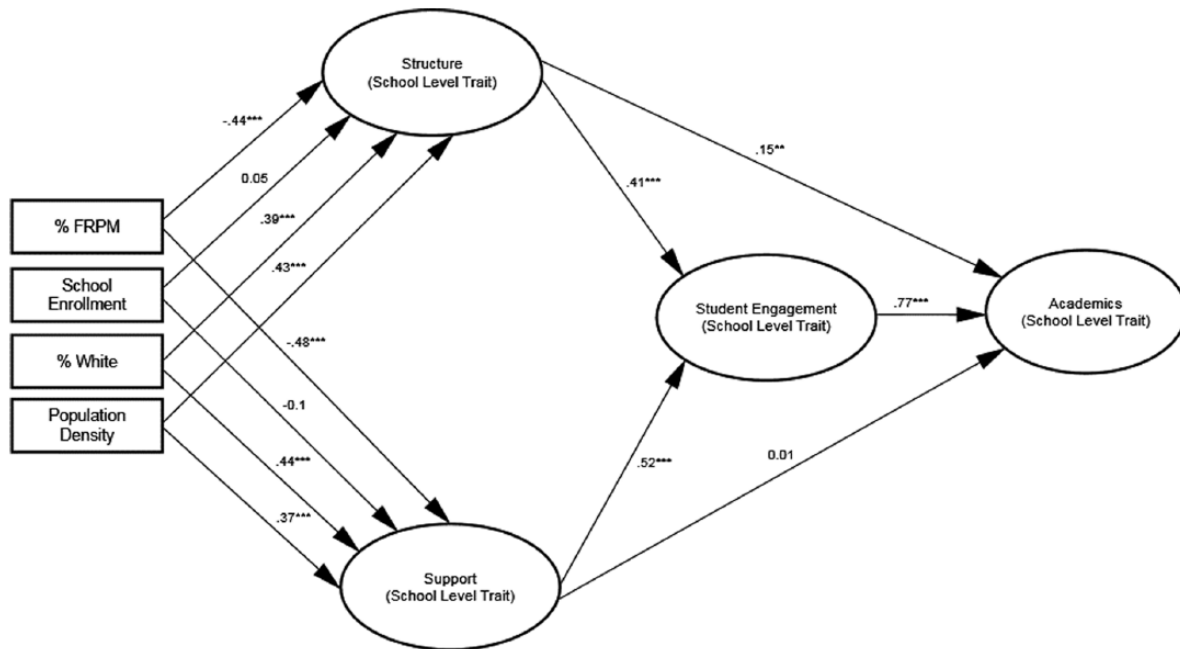 Structure
(School Level Trait)
-.44***
.15**
0.05
.41***
% FRPM
.39***
School
Enrollment
.43***
Student Engagement
(School Level Trait)
.77***
Academics
(School Level Trait)
% White
-.48***
Population
Density
-0.1
.44***
.52***
0.01
.37***
Support
(School Level Trait)